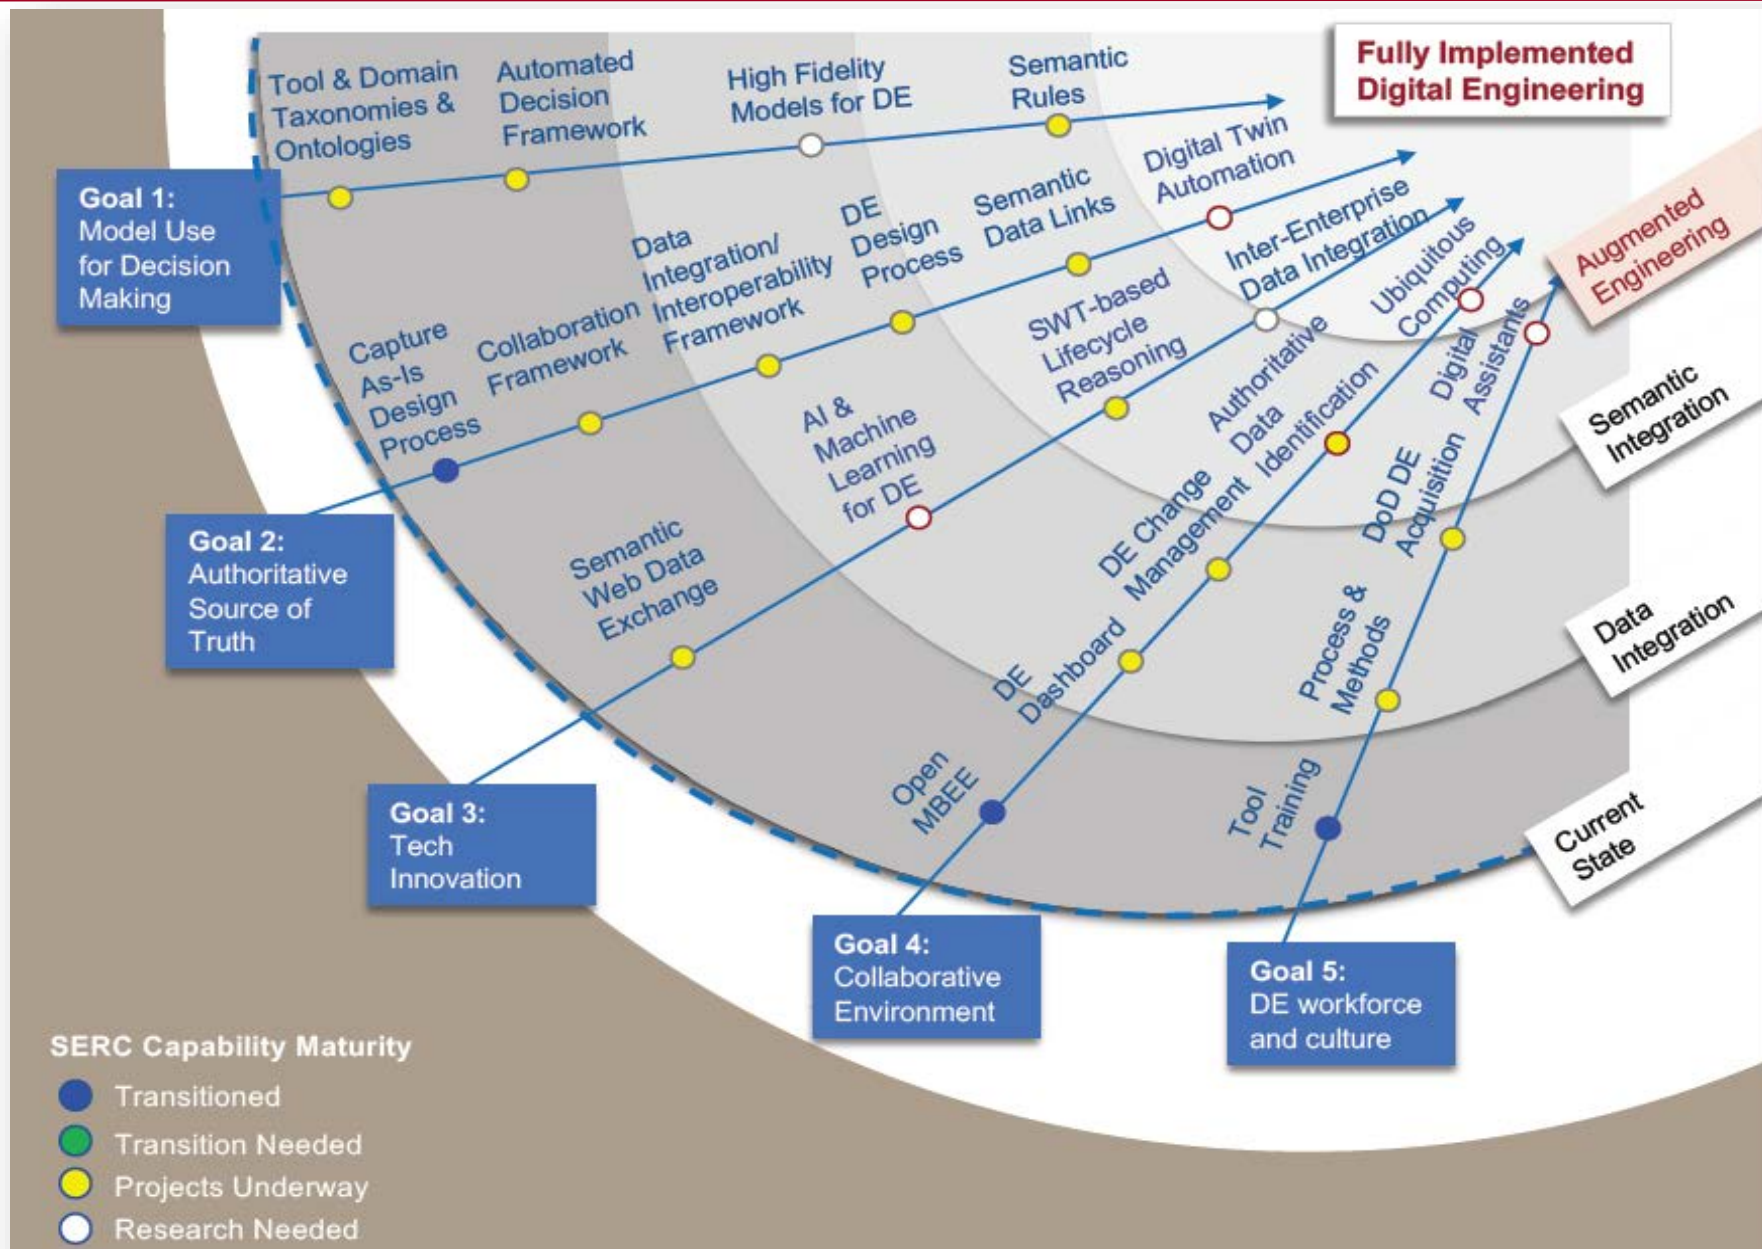 Fully Implemented
Digital Engineering
Tool & Domain
Taxonomies &
Ontologies
Automated
Decision
Framework
High Fidelity
Models for DE
Semantic
Rules
Goal 1:
Model Use
for Decision
Making
Capture
As-Is
Design
Process
Collaboration
Framework
Data
Integration/
Interoperability
Framework
DE
Design
Process
Semantic
Data Links
Digital Twin
Automation
Goal 2:
Authoritative
Source of
Truth
Semantic
Web Data
Exchange
AI &
Machine
Learning
for DE
SWT-based
Lifecycle
Reasoning
Inter-Enterprise
Data Integration
Goal 3:
Tech
Innovation
Open
MBEE
DE
Dashboard
DE Change
Management
Authoritative
Data
Identification
Ubiquitous
Computing
Goal 4:
Collaborative
Environment
Tool
Training
Process &
Methods
DoD DE
Acquisition
Digital
Assistants
Goal 5:
DE workforce
and culture
Augmented
Engineering
Semantic
Integration
Data
Integration
Current
State
SERC Capability Maturity
Transitioned
Transition Needed
Projects Underway
Research Needed